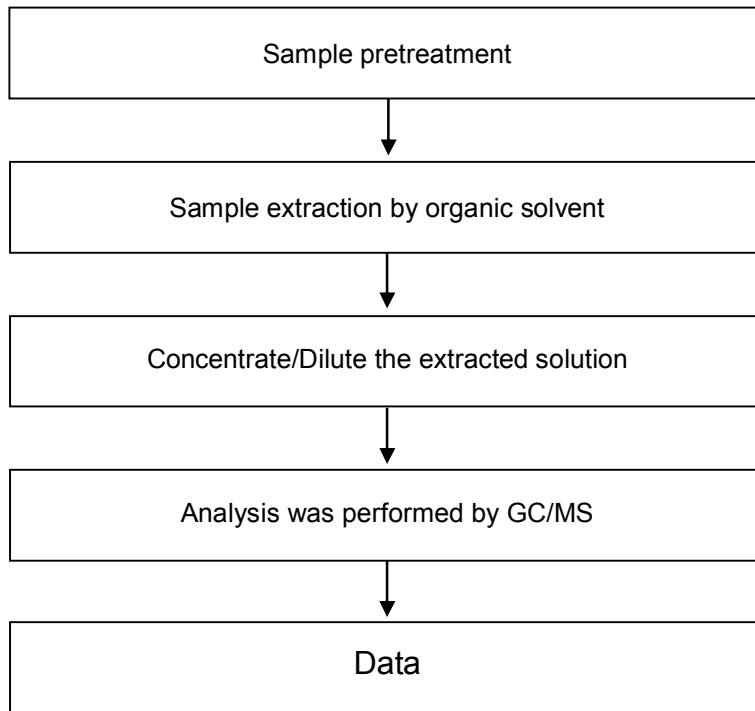 Sample pretreatment
Sample extraction by organic solvent
Concentrate/Dilute the extracted solution
Analysis was performed by GC/MS
Data